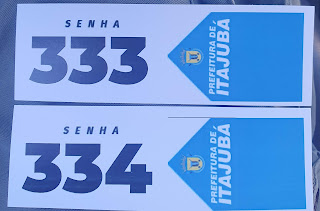 SENHA
333
PREFEITURA DE
ITAJUBÁ
SENHA
334
PREFEITURA DE
ITAJUBÁ